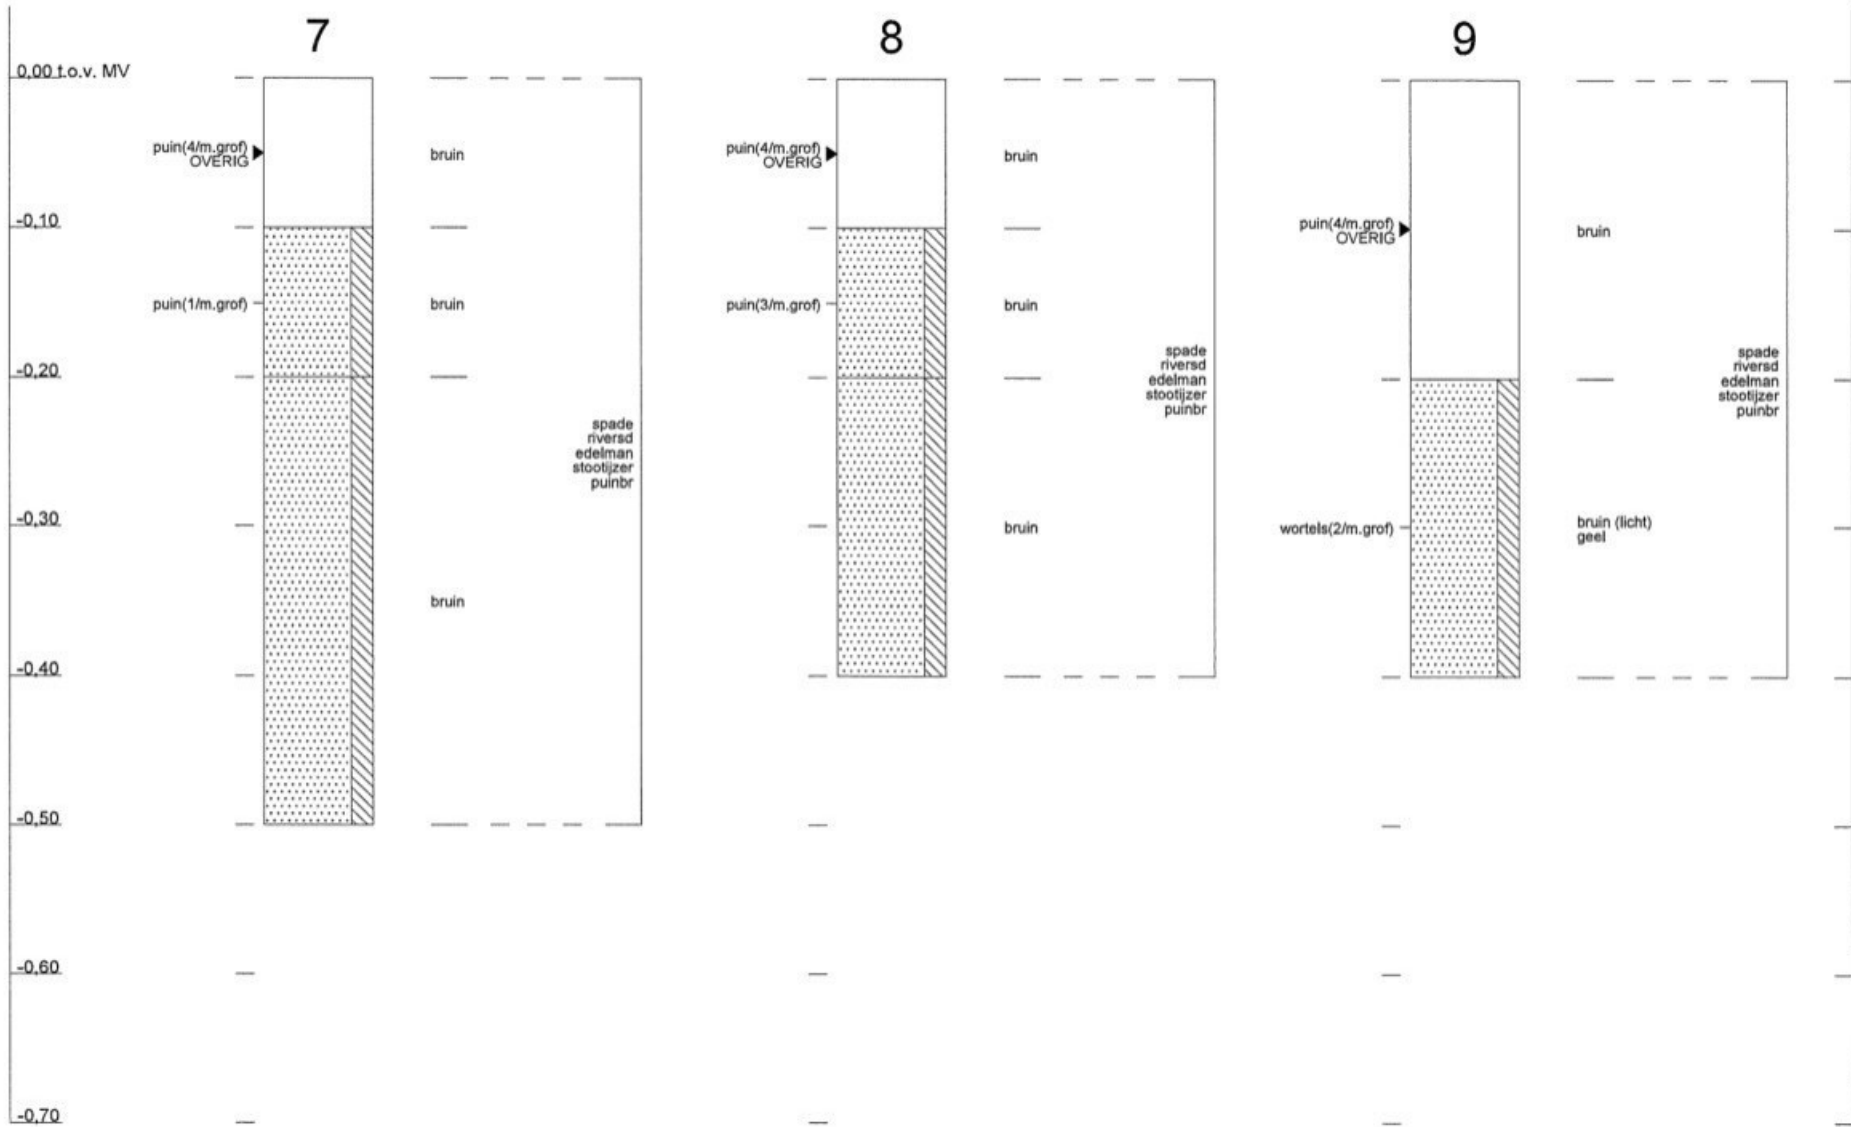 7
8
9
0,00 t.o.v. MV
-0,10
-0,20
-0,30
-0,40
-0,50
-0,60
-0,70
puin(4/m.grof)
OVERIG
puin(1/m.grof)
bruin
bruin
bruin
spade
riversd
edelman
stootijzer
puinbr
puin(4/m.grof)
OVERIG
puin(3/m.grof)
bruin
bruin
bruin
spade
riversd
edelman
stootijzer
puinbr
puin(4/m.grof)
OVERIG
wortels(2/m.grof)
bruin
bruin (licht)
geel
spade
riversd
edelman
stootijzer
puinbr